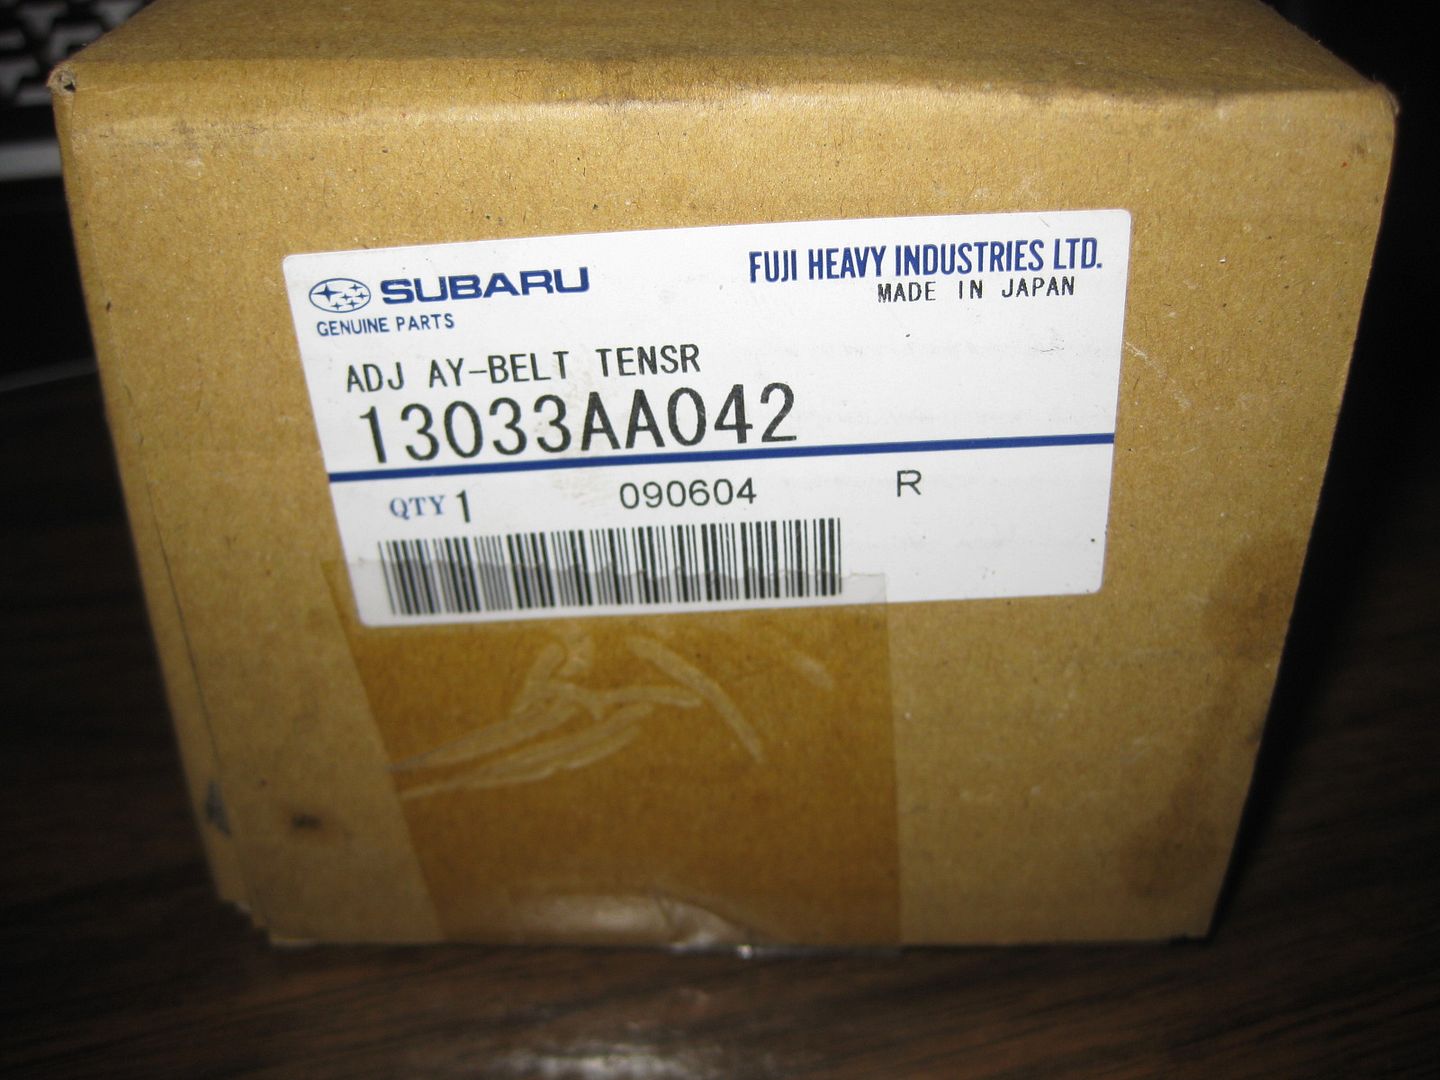 SUBARU
GENUINE PARTS
FUJI HEAVY INDUSTRIES LTD.
MADE IN JAPAN
ADJ AY-BELT TENSR
13033AA042
QTY 1 090604 R